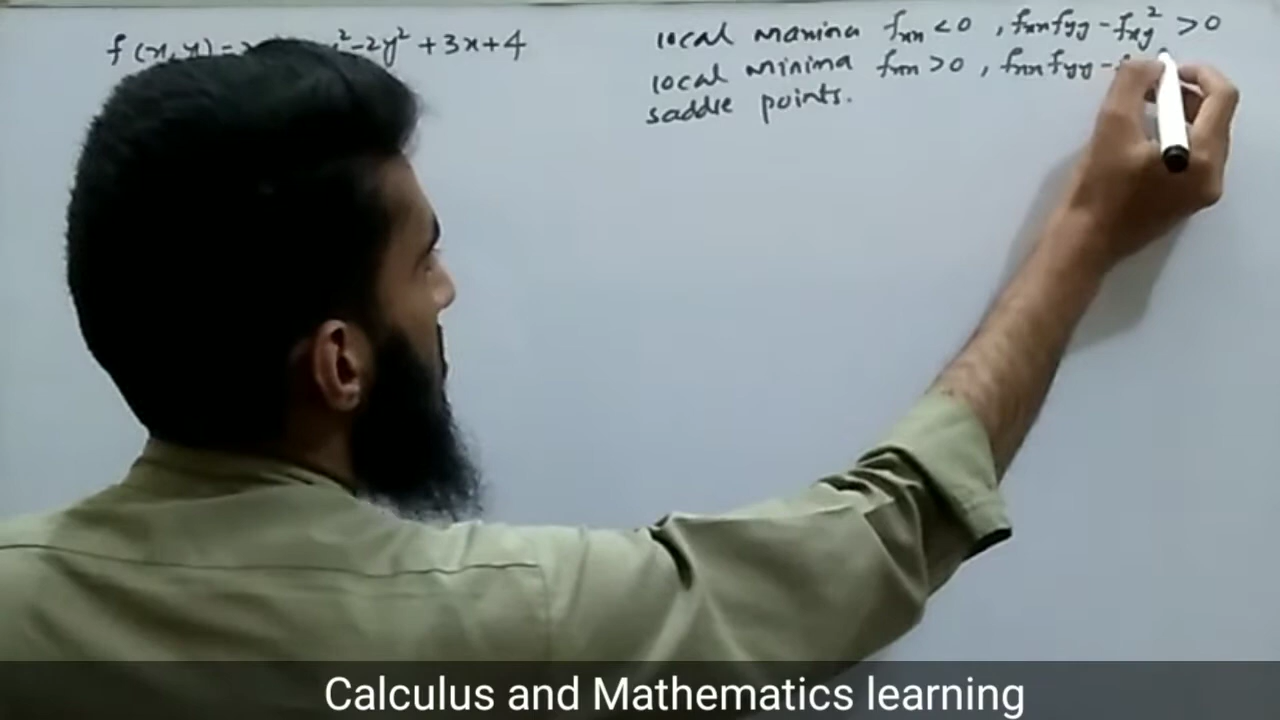 f(x,y)= ²-2y²+3x+4
local maxima fxx<0 , fxxfyy-fxy²>0
local minima fxx>0 , fxxfyy-
saddle points.
Calculus and Mathematics learning